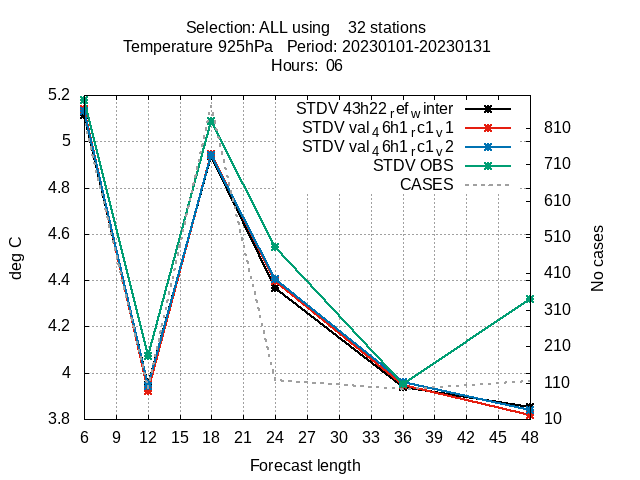 Selection: ALL using 32 stations
Temperature 925hPa Period: 20230101-20230131
Hours: 06
STDV 43h22refwinter
STDV val46h1rc1v1
STDV val46h1rc1v2
STDV OBS
CASES
5.2
5
4.8
4.6
4.4
4.2
4
3.8
deg C
810
710
610
510
410
310
210
110
10
No cases
6 9 12 15 18 21 24 27 30 33 36 39 42 45 48
Forecast length